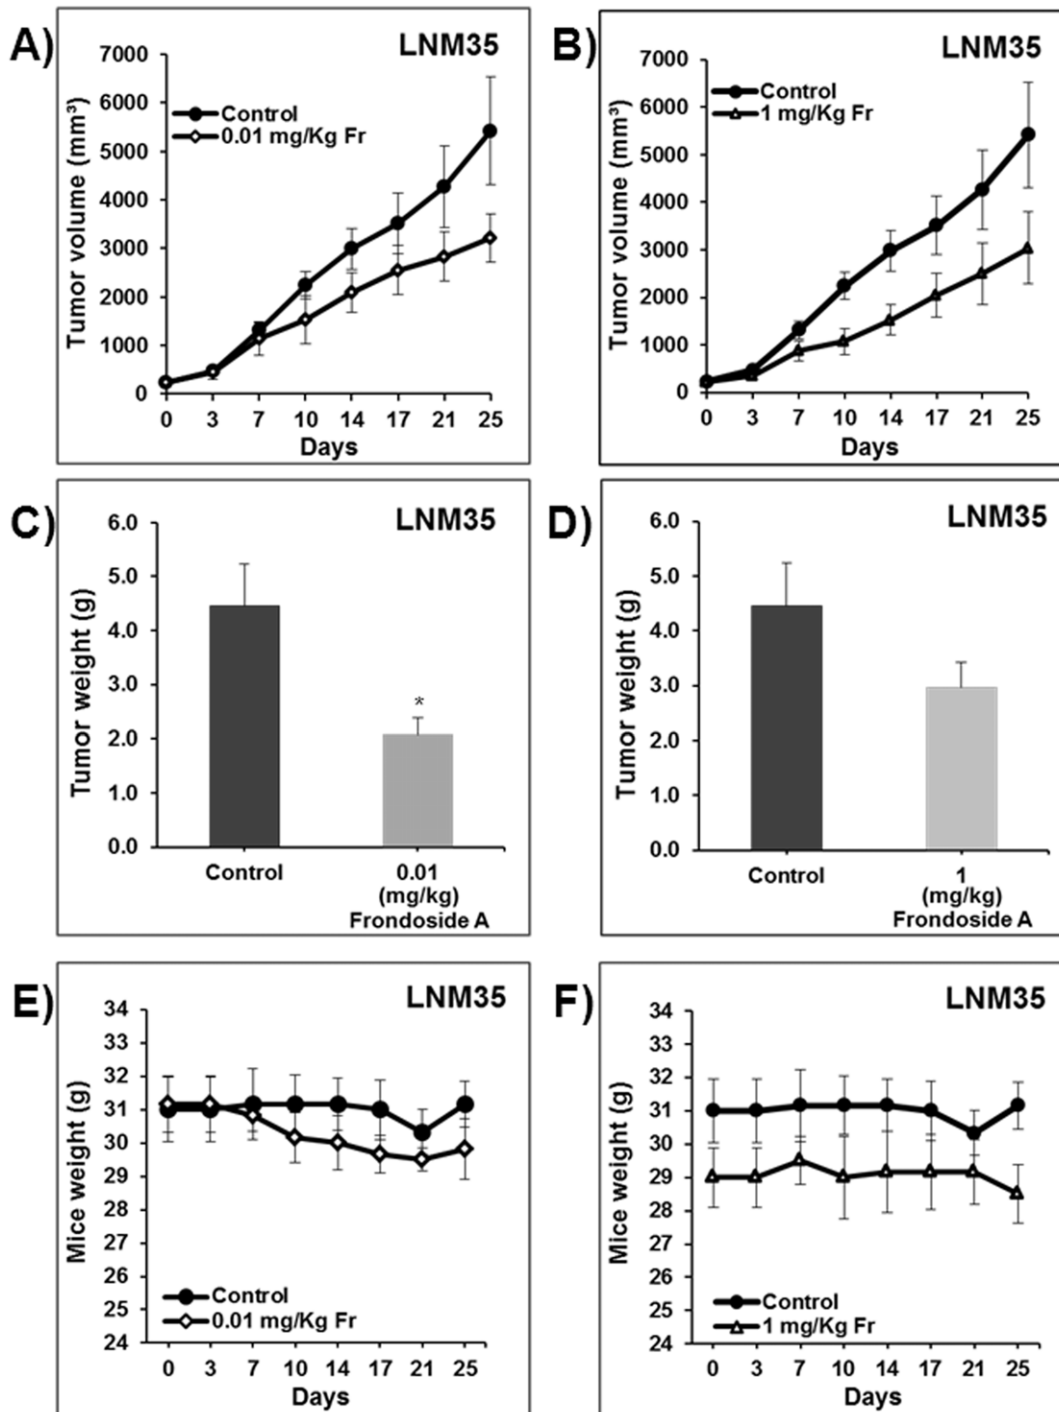 A)
LNM35
Tumor volume (mm³)
7000
6000
5000
4000
3000
2000
1000
0
Control
0.01 mg/Kg Fr
0 3 7 10 14 17 21 25
Days
B)
LNM35
Tumor volume (mm³)
7000
6000
5000
4000
3000
2000
1000
0
Control
1 mg/Kg Fr
0 3 7 10 14 17 21 25
Days
C)
LNM35
Tumor weight (g)
6.0
5.0
4.0
3.0
2.0
1.0
0.0
*
Control
0.01
(mg/kg)
Frondoside A
D)
LNM35
Tumor weight (g)
6.0
5.0
4.0
3.0
2.0
1.0
0.0
Control
1
(mg/kg)
Frondoside A
E)
LNM35
Mice weight (g)
34
33
32
31
30
29
28
27
26
25
24
Control
0.01 mg/Kg Fr
0 3 7 10 14 17 21 25
Days
F)
LNM35
Mice weight (g)
34
33
32
31
30
29
28
27
26
25
24
Control
1 mg/Kg Fr
0 3 7 10 14 17 21 25
Days